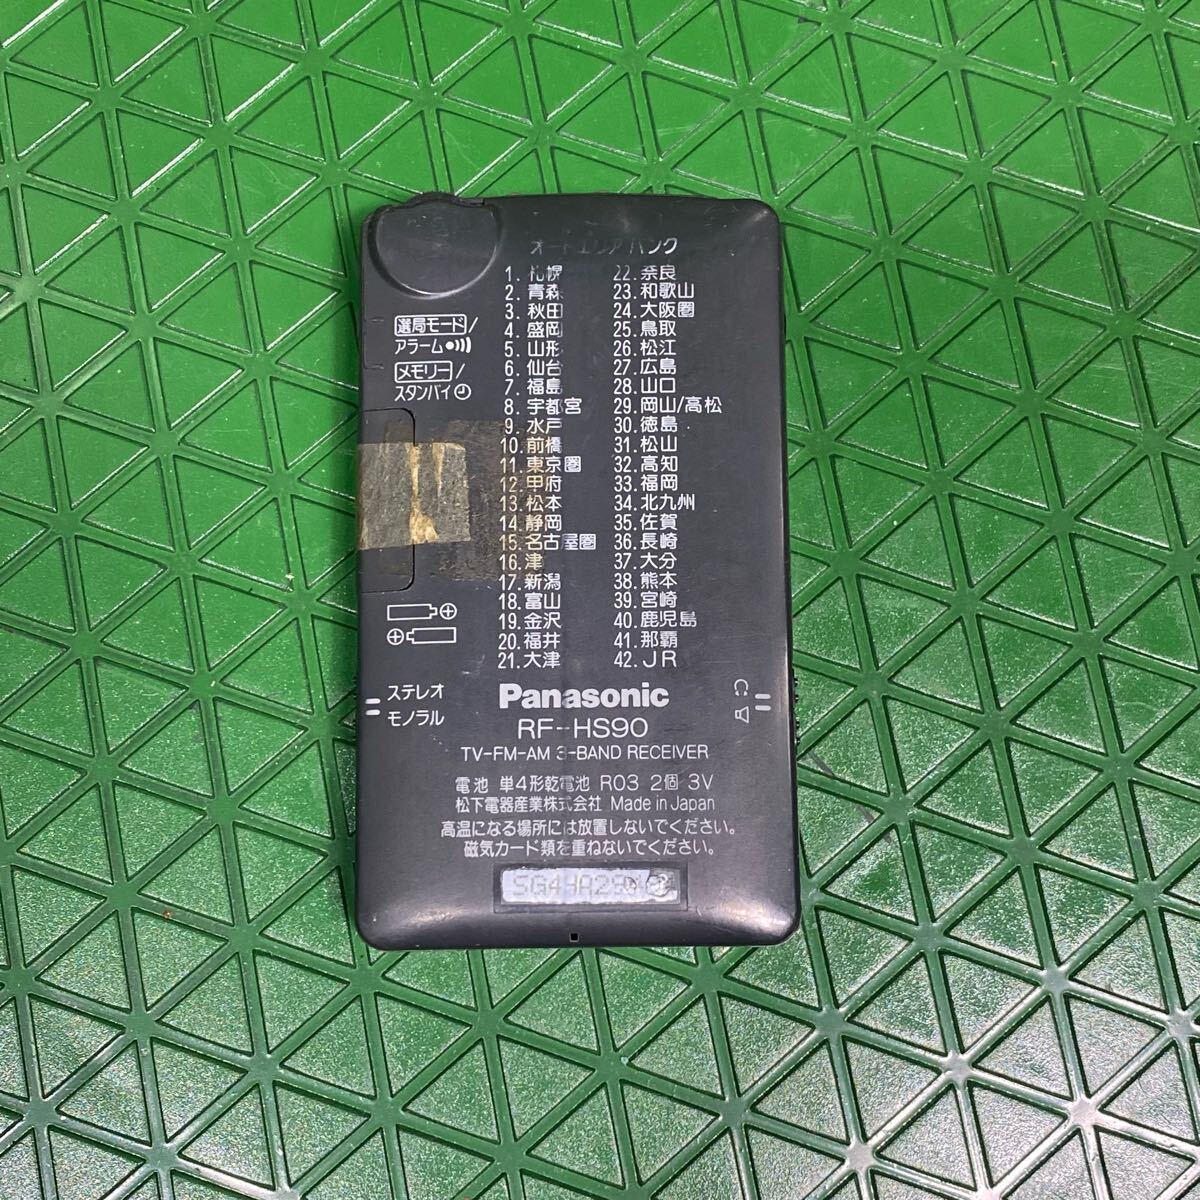 オートエリアバンク
1. 札幌
2. 青森
3. 秋田
4. 盛岡
5. 山形
6. 仙台
7. 福島
8. 宇都宮
9. 水戸
10. 前橋
11. 東京圏
12. 甲府
13. 松本
14. 静岡
15. 名古屋圏
16. 津
17. 新潟
18. 富山
19. 金沢
20. 福井
21. 大津
22. 奈良
23. 和歌山
24. 大阪圏
25. 鳥取
26. 松江
27. 広島
28. 山口
29. 岡山/高松
30. 徳島
31. 松山
32. 高知
33. 福岡
34. 北九州
35. 佐賀
36. 長崎
37. 大分
38. 熊本
39. 宮崎
40. 鹿児島
41. 那覇
42. JR
選局モード/
アラーム
メモリー/
スタンバイ
ステレオ
モノラル
Panasonic
RF-HS90
TV-FM-AM 3-BAND RECEIVER
電池 単4形乾電池 R03 2個 3V
松下電器産業株式会社 Made in Japan
高温になる場所には放置しないでください。
磁気カード類を重ねないでください。